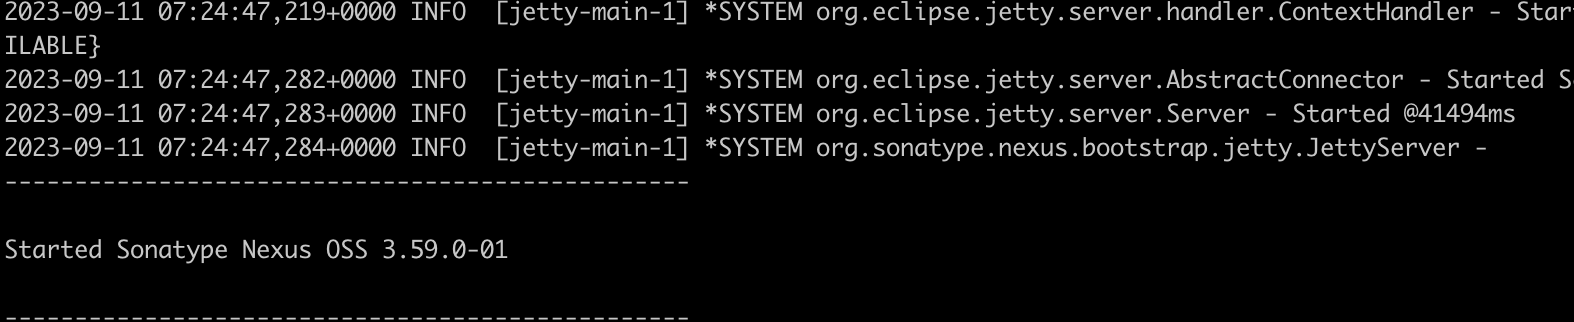 2023-09-11 07:24:47,219+0000 INFO  [jetty-main-1] *SYSTEM org.eclipse.jetty.server.handler.ContextHandler - Star
ILABLE}
2023-09-11 07:24:47,282+0000 INFO  [jetty-main-1] *SYSTEM org.eclipse.jetty.server.AbstractConnector - Started S
2023-09-11 07:24:47,283+0000 INFO  [jetty-main-1] *SYSTEM org.eclipse.jetty.server.Server - Started @41494ms
2023-09-11 07:24:47,284+0000 INFO  [jetty-main-1] *SYSTEM org.sonatype.nexus.bootstrap.jetty.JettyServer -
-------------------------------------------------
Started Sonatype Nexus OSS 3.59.0-01
-------------------------------------------------